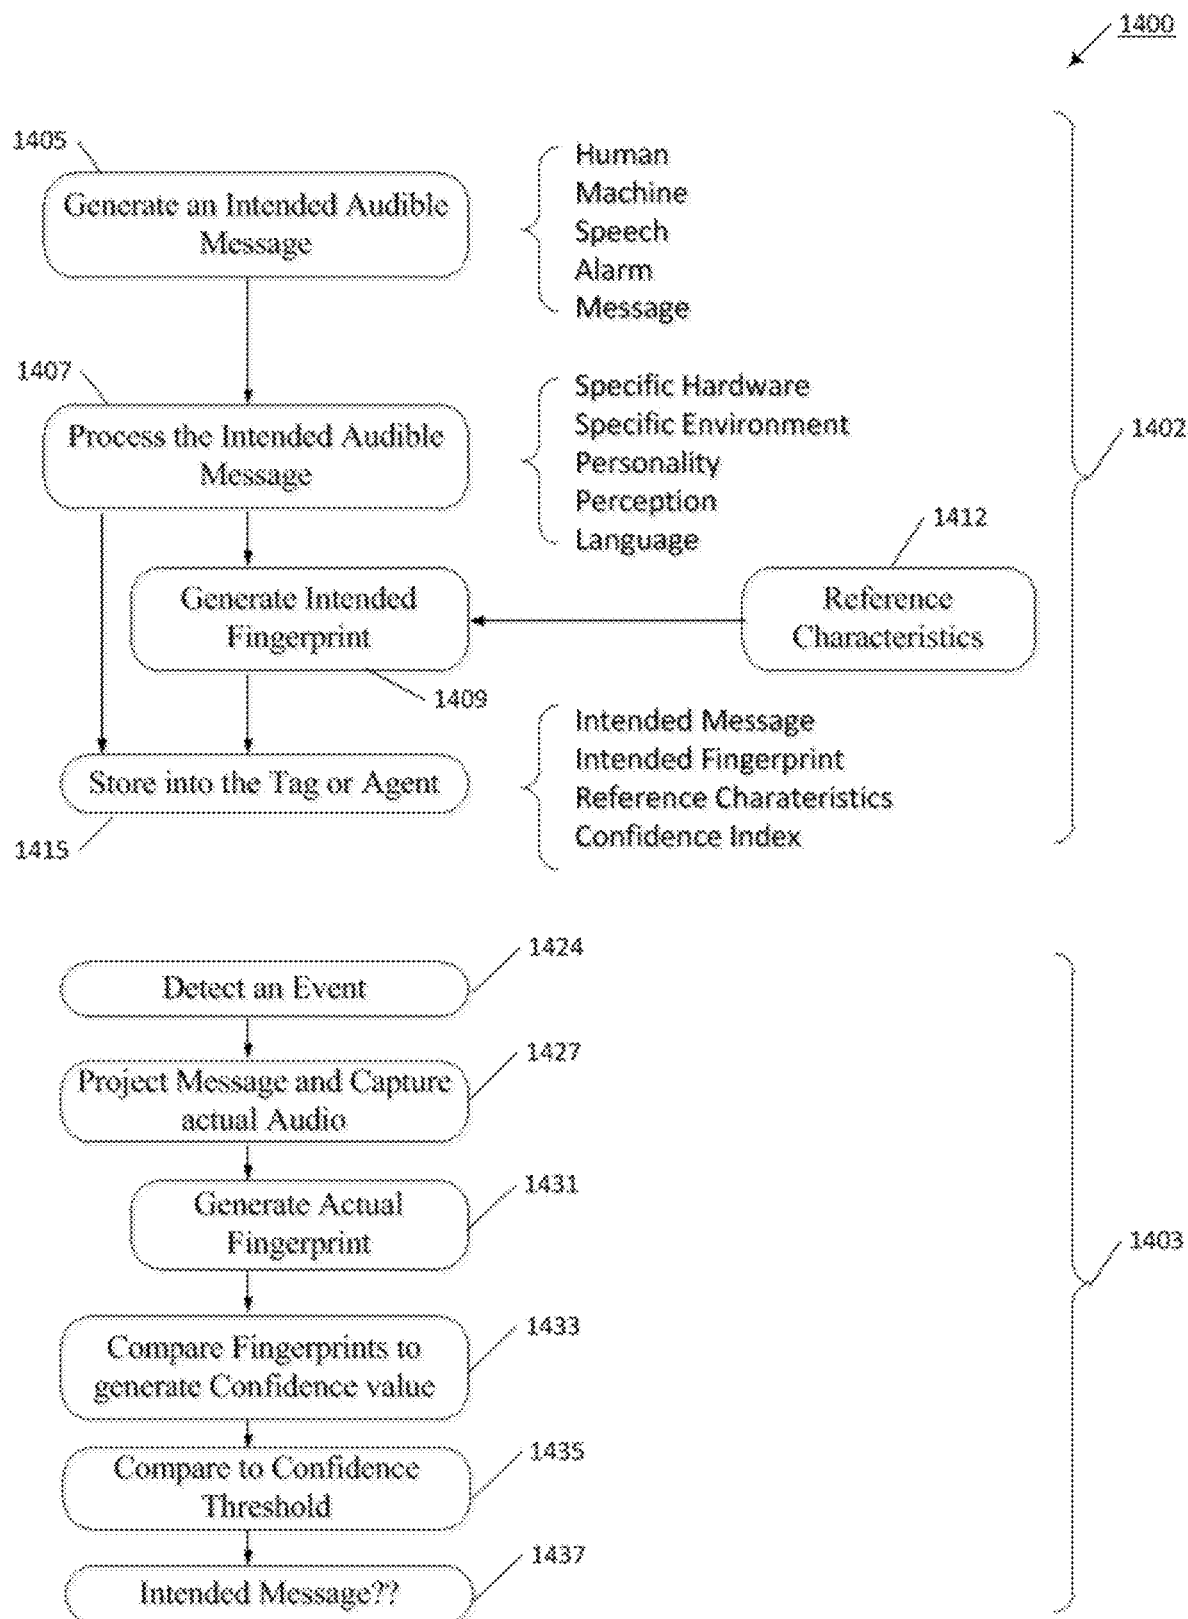 1400
1405
Generate an Intended Audible
Message
Human
Machine
Speech
Alarm
Message
1407
Process the Intended Audible
Message
Specific Hardware
Specific Environment
Personality
Perception
Language
1402
1412
Generate Intended
Fingerprint
Reference
Characteristics
1409
Store into the Tag or Agent
1415
Intended Message
Intended Fingerprint
Reference Charateristics
Confidence Index
1424
Detect an Event
1427
Project Message and Capture
actual Audio
1431
Generate Actual
Fingerprint
1403
1433
Compare Fingerprints to
generate Confidence value
1435
Compare to Confidence
Threshold
1437
Intended Message??